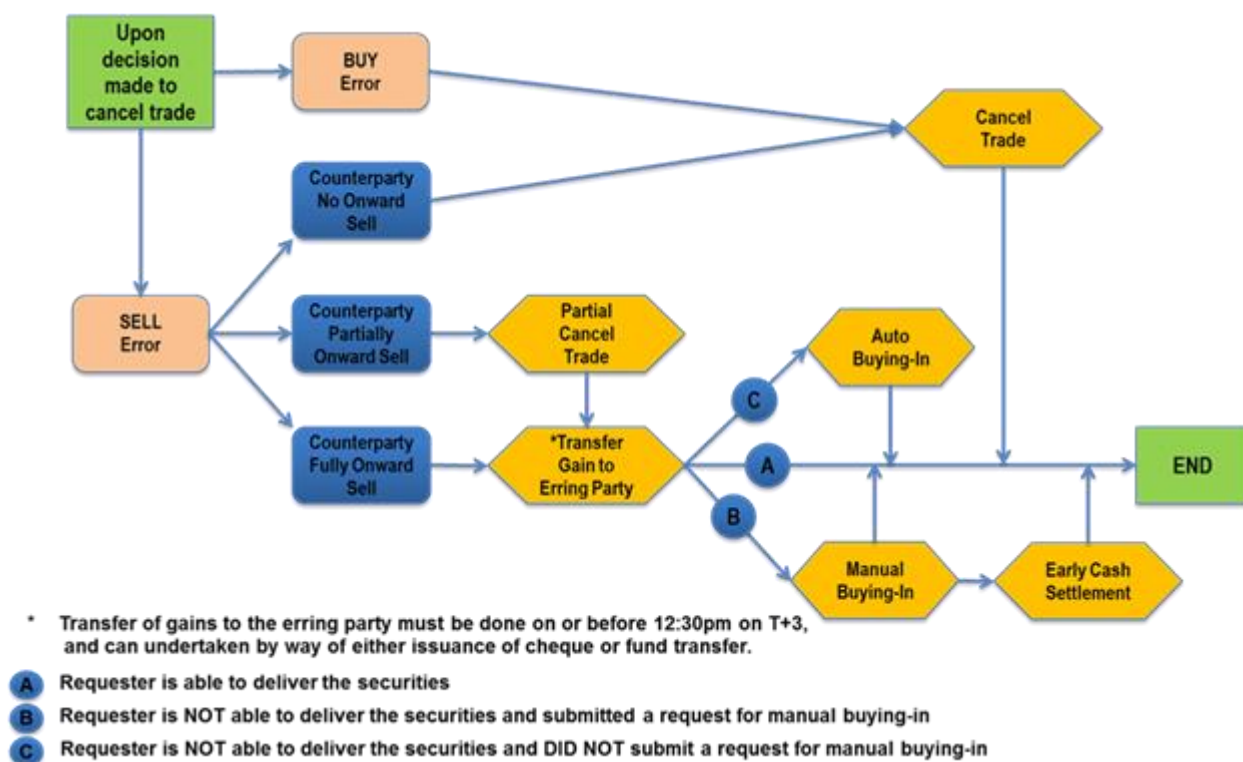 Upon
decision
made to
cancel trade
BUY
Error
Cancel
Trade
Counterparty
No Onward
Sell
SELL
Error
Counterparty
Partially
Onward Sell
Partial
Cancel
Trade
Auto
Buying-In
C
Counterparty
Fully Onward
Sell
*Transfer
Gain to
Erring Party
A
END
B
Manual
Buying-In
Early Cash
Settlement
* Transfer of gains to the erring party must be done on or before 12:30pm on T+3,
and can undertaken by way of either issuance of cheque or fund transfer.
A Requester is able to deliver the securities
B Requester is NOT able to deliver the securities and submitted a request for manual buying-in
C Requester is NOT able to deliver the securities and DID NOT submit a request for manual buying-in